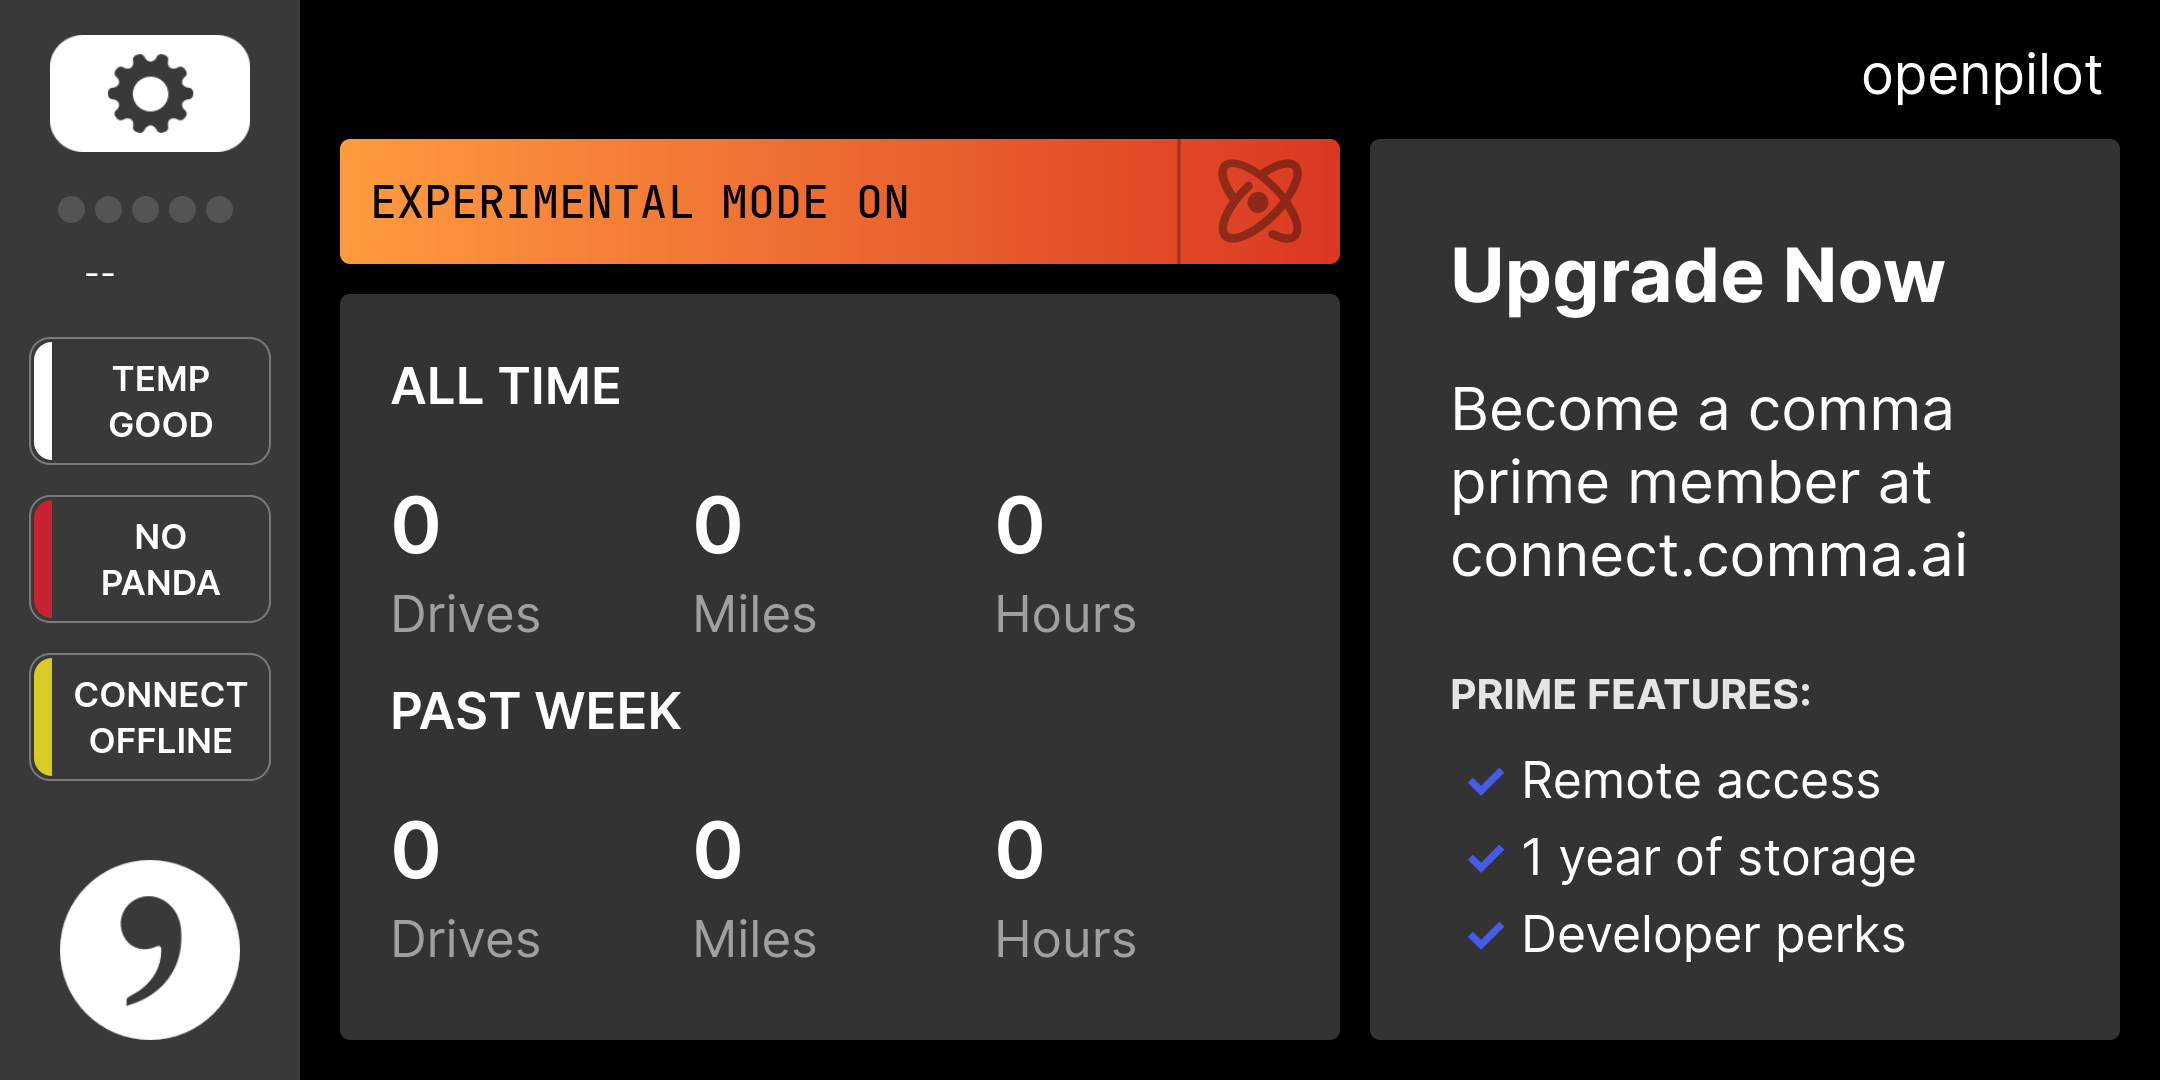 --
TEMP
GOOD
NO
PANDA
CONNECT
OFFLINE
openpilot
EXPERIMENTAL MODE ON
ALL TIME
0 0 0
Drives Miles Hours
PAST WEEK
0 0 0
Drives Miles Hours
Upgrade Now
Become a comma
prime member at
connect.comma.ai
PRIME FEATURES:
Remote access
1 year of storage
Developer perks